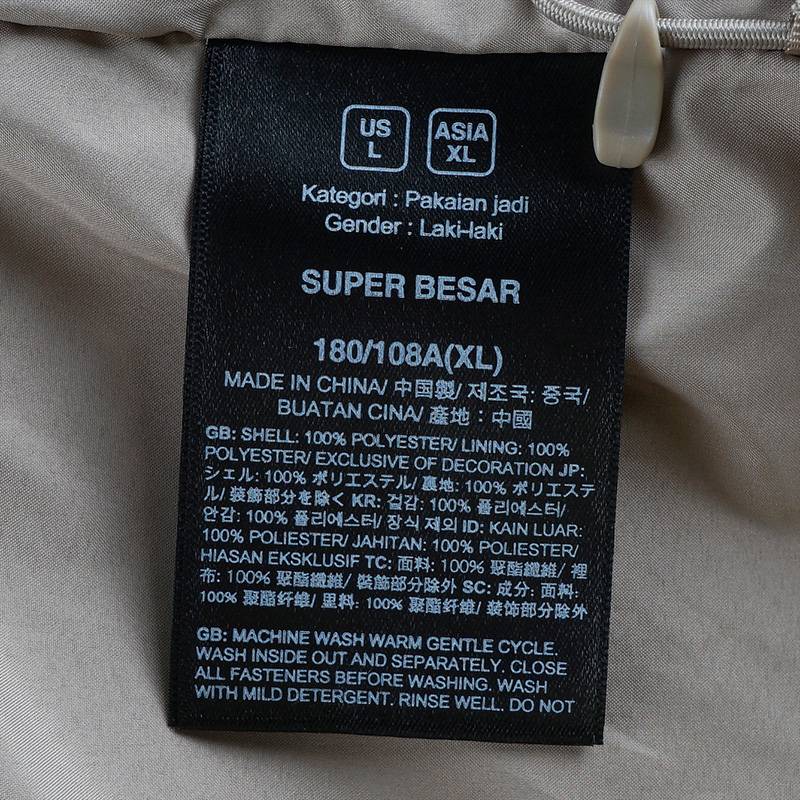 US
L
ASIA
XL
Kategori : Pakaian jadi
Gender : Laki-laki
SUPER BESAR
180/108A(XL)
MADE IN CHINA/ 中国製/ 제조국: 중국/
BUATAN CINA/ 產地：中國
GB: SHELL: 100% POLYESTER/ LINING: 100%
POLYESTER/ EXCLUSIVE OF DECORATION JP:
シェル: 100% ポリエステル/ 裏地: 100% ポリエステ
ル/ 装飾部分を除く KR: 겉감: 100% 폴리에스터/
안감: 100% 폴리에스터/ 장식 제외 ID: KAIN LUAR:
100% POLIESTER/ JAHITAN: 100% POLIESTER/
HIASAN EKSKLUSIF TC: 面料: 100% 聚酯纖維/ 裡
布: 100% 聚酯纖維/ 裝飾部分除外 SC: 成分: 面料:
100% 聚酯纤维/ 里料: 100% 聚酯纤维/ 装饰部分除外
GB: MACHINE WASH WARM GENTLE CYCLE.
WASH INSIDE OUT AND SEPARATELY. CLOSE
ALL FASTENERS BEFORE WASHING. WASH
WITH MILD DETERGENT. RINSE WELL. DO NOT